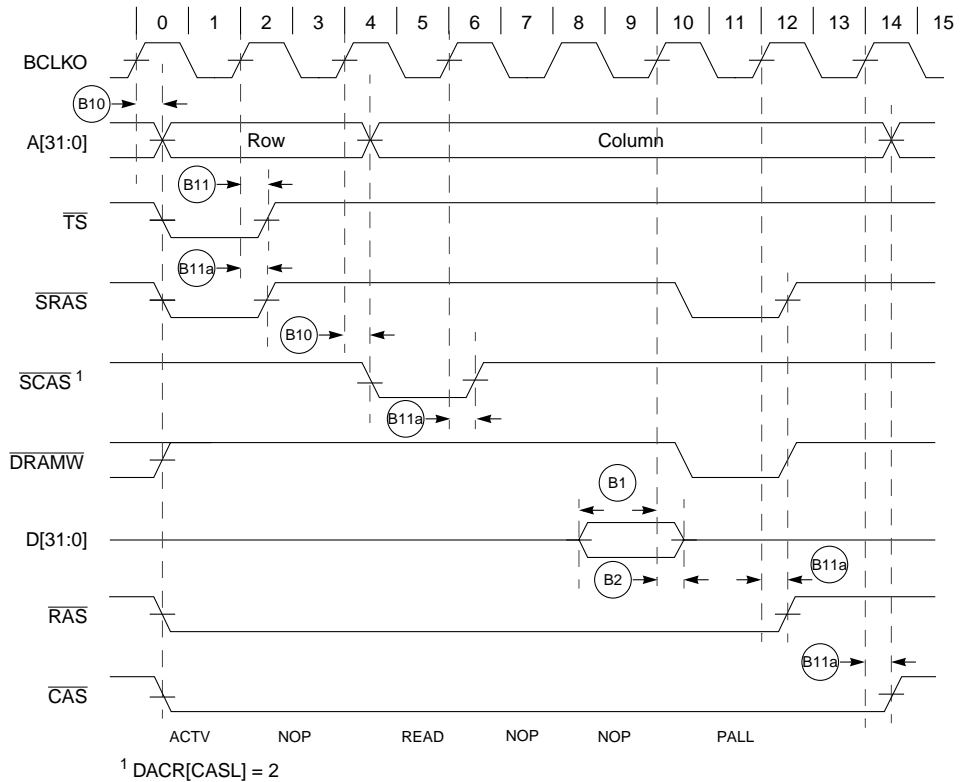 0 1 2 3 4 5 6 7 8 9 10 11 12 13 14 15
BCLKO
B10
A[31:0] Row Column
B11
TS
B11a
SRAS
B10
SCAS 1
B11a
DRAMW
B1
D[31:0]
B2 B11a
RAS
B11a
CAS
ACTV NOP READ NOP NOP PALL
1 DACR[CASL] = 2